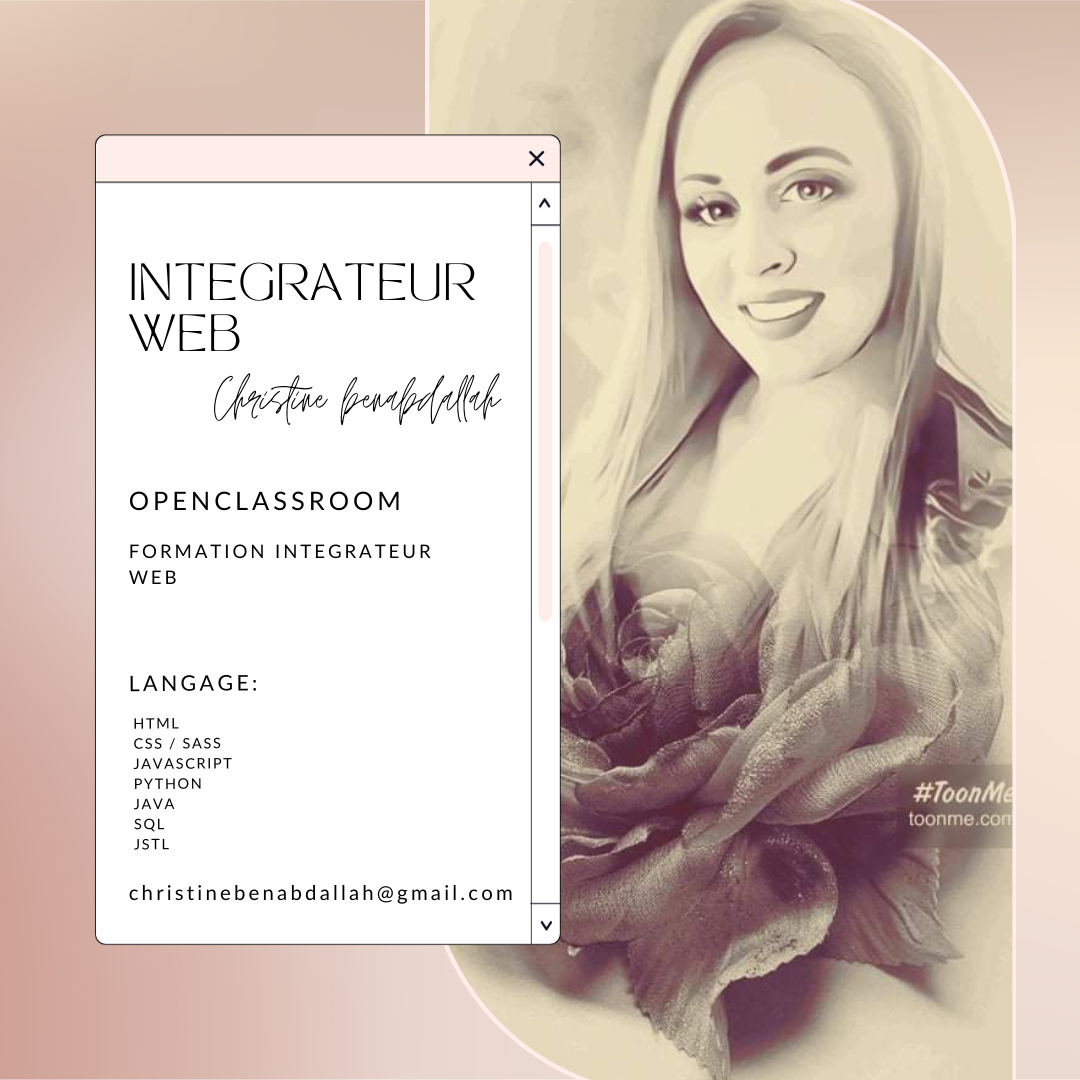 INTEGRATEUR
WEB
Christine benabdallah
OPENCLASSROOM
FORMATION INTEGRATEUR
WEB
LANGAGE:
HTML
CSS / SASS
JAVASCRIPT
PYTHON
JAVA
SQL
JSTL
christinebenabdallah@gmail.com
#ToonMe
toonme.com